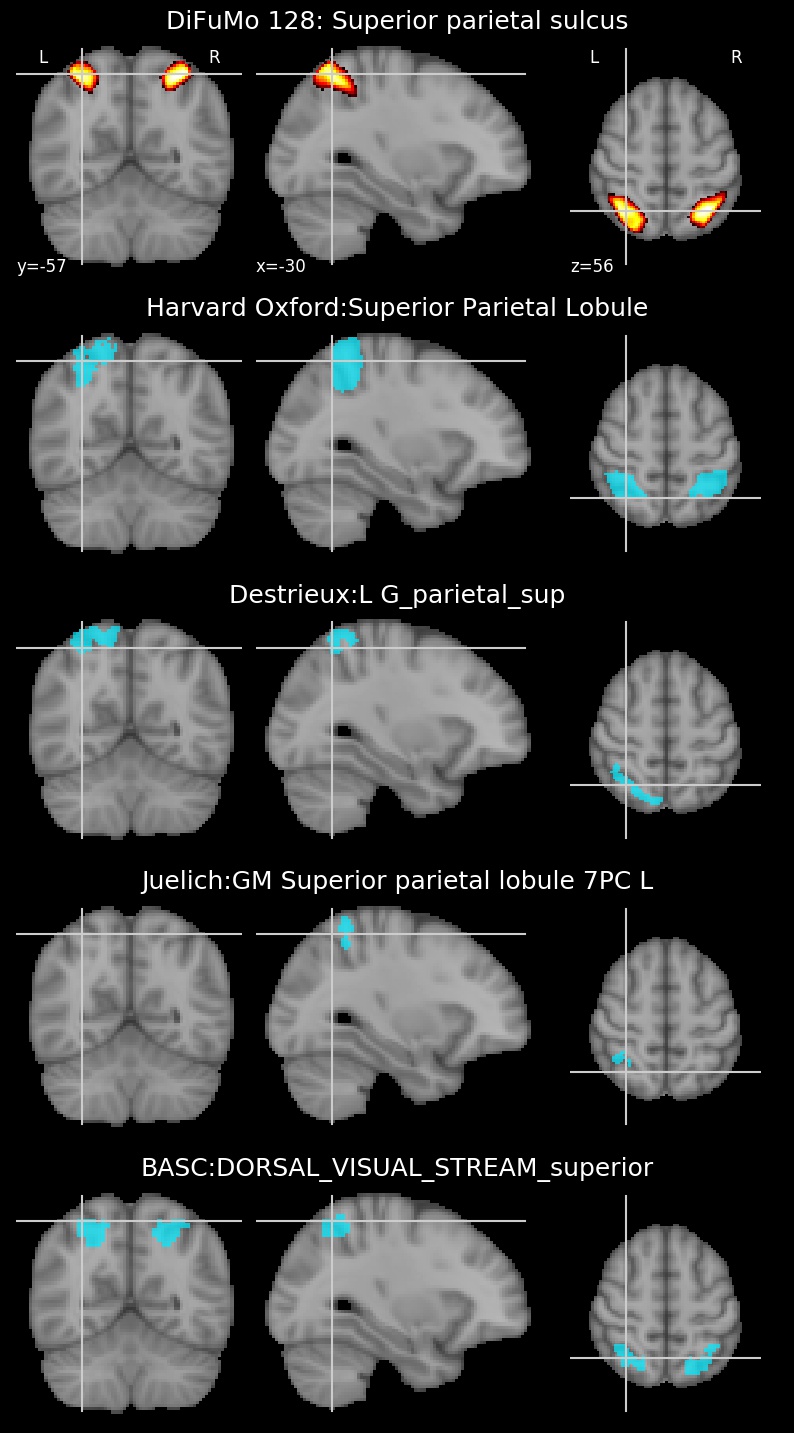 DiFuMo 128: Superior parietal sulcus
L R L R
y=-57 x=-30 z=56
Harvard Oxford:Superior Parietal Lobule
Destrieux:L G_parietal_sup
Juelich:GM Superior parietal lobule 7PC L
BASC:DORSAL_VISUAL_STREAM_superior